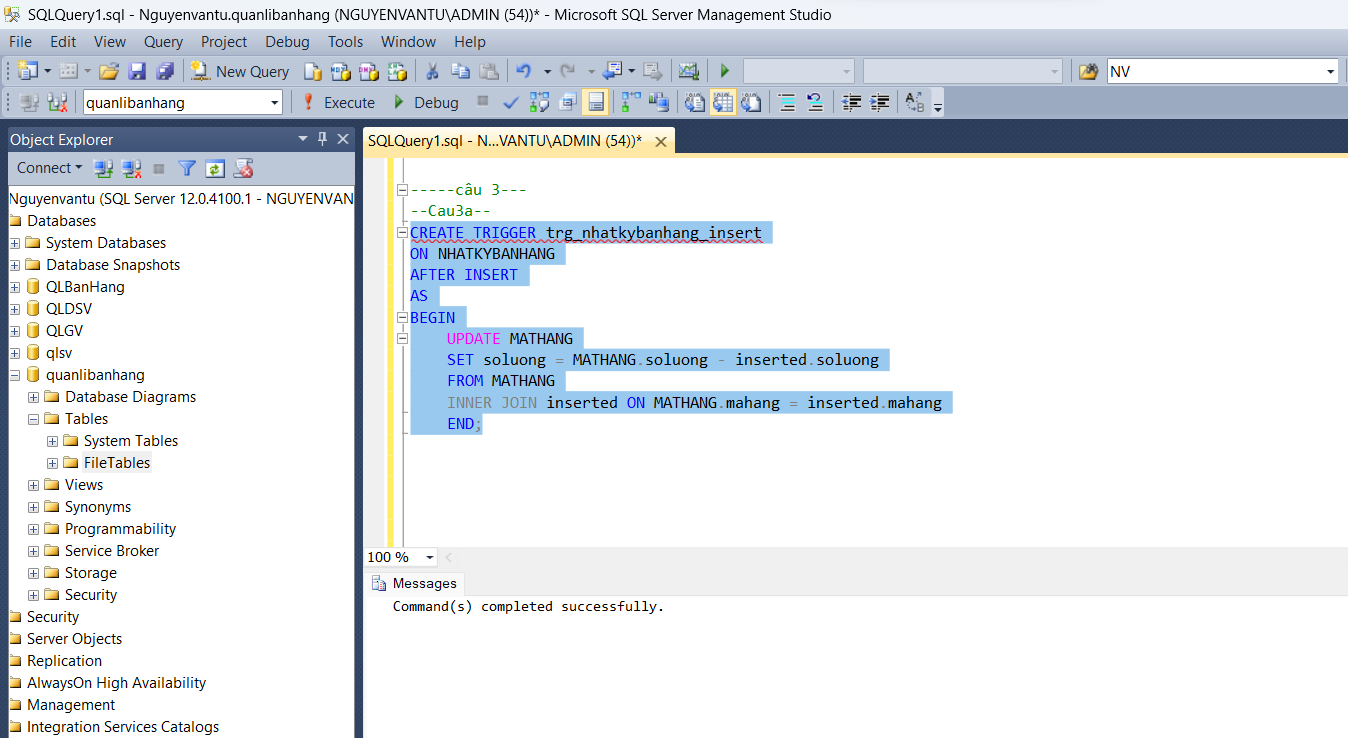 SQLQuery1.sql - Nguyenvantu.quanlibanhang (NGUYENVANTU\ADMIN (54))* - Microsoft SQL Server Management Studio
File Edit View Query Project Debug Tools Window Help
New Query NV
quanlibanhang Execute Debug
Object Explorer
Connect
Nguyenvantu (SQL Server 12.0.4100.1 - NGUYENVAN
Databases
System Databases
Database Snapshots
QLBanHang
QLDSV
QLGV
qlsv
quanlibanhang
Database Diagrams
Tables
System Tables
FileTables
Views
Synonyms
Programmability
Service Broker
Storage
Security
Security
Server Objects
Replication
AlwaysOn High Availability
Management
Integration Services Catalogs
SQLQuery1.sql - N...VANTU\ADMIN (54))*
-----câu 3---
--Cau3a--
CREATE TRIGGER trg_nhatkybanhang_insert
ON NHATKYBANHANG
AFTER INSERT
AS
BEGIN
UPDATE MATHANG
SET soluong = MATHANG.soluong - inserted.soluong
FROM MATHANG
INNER JOIN inserted ON MATHANG.mahang = inserted.mahang
END;
100 %
Messages
Command(s) completed successfully.